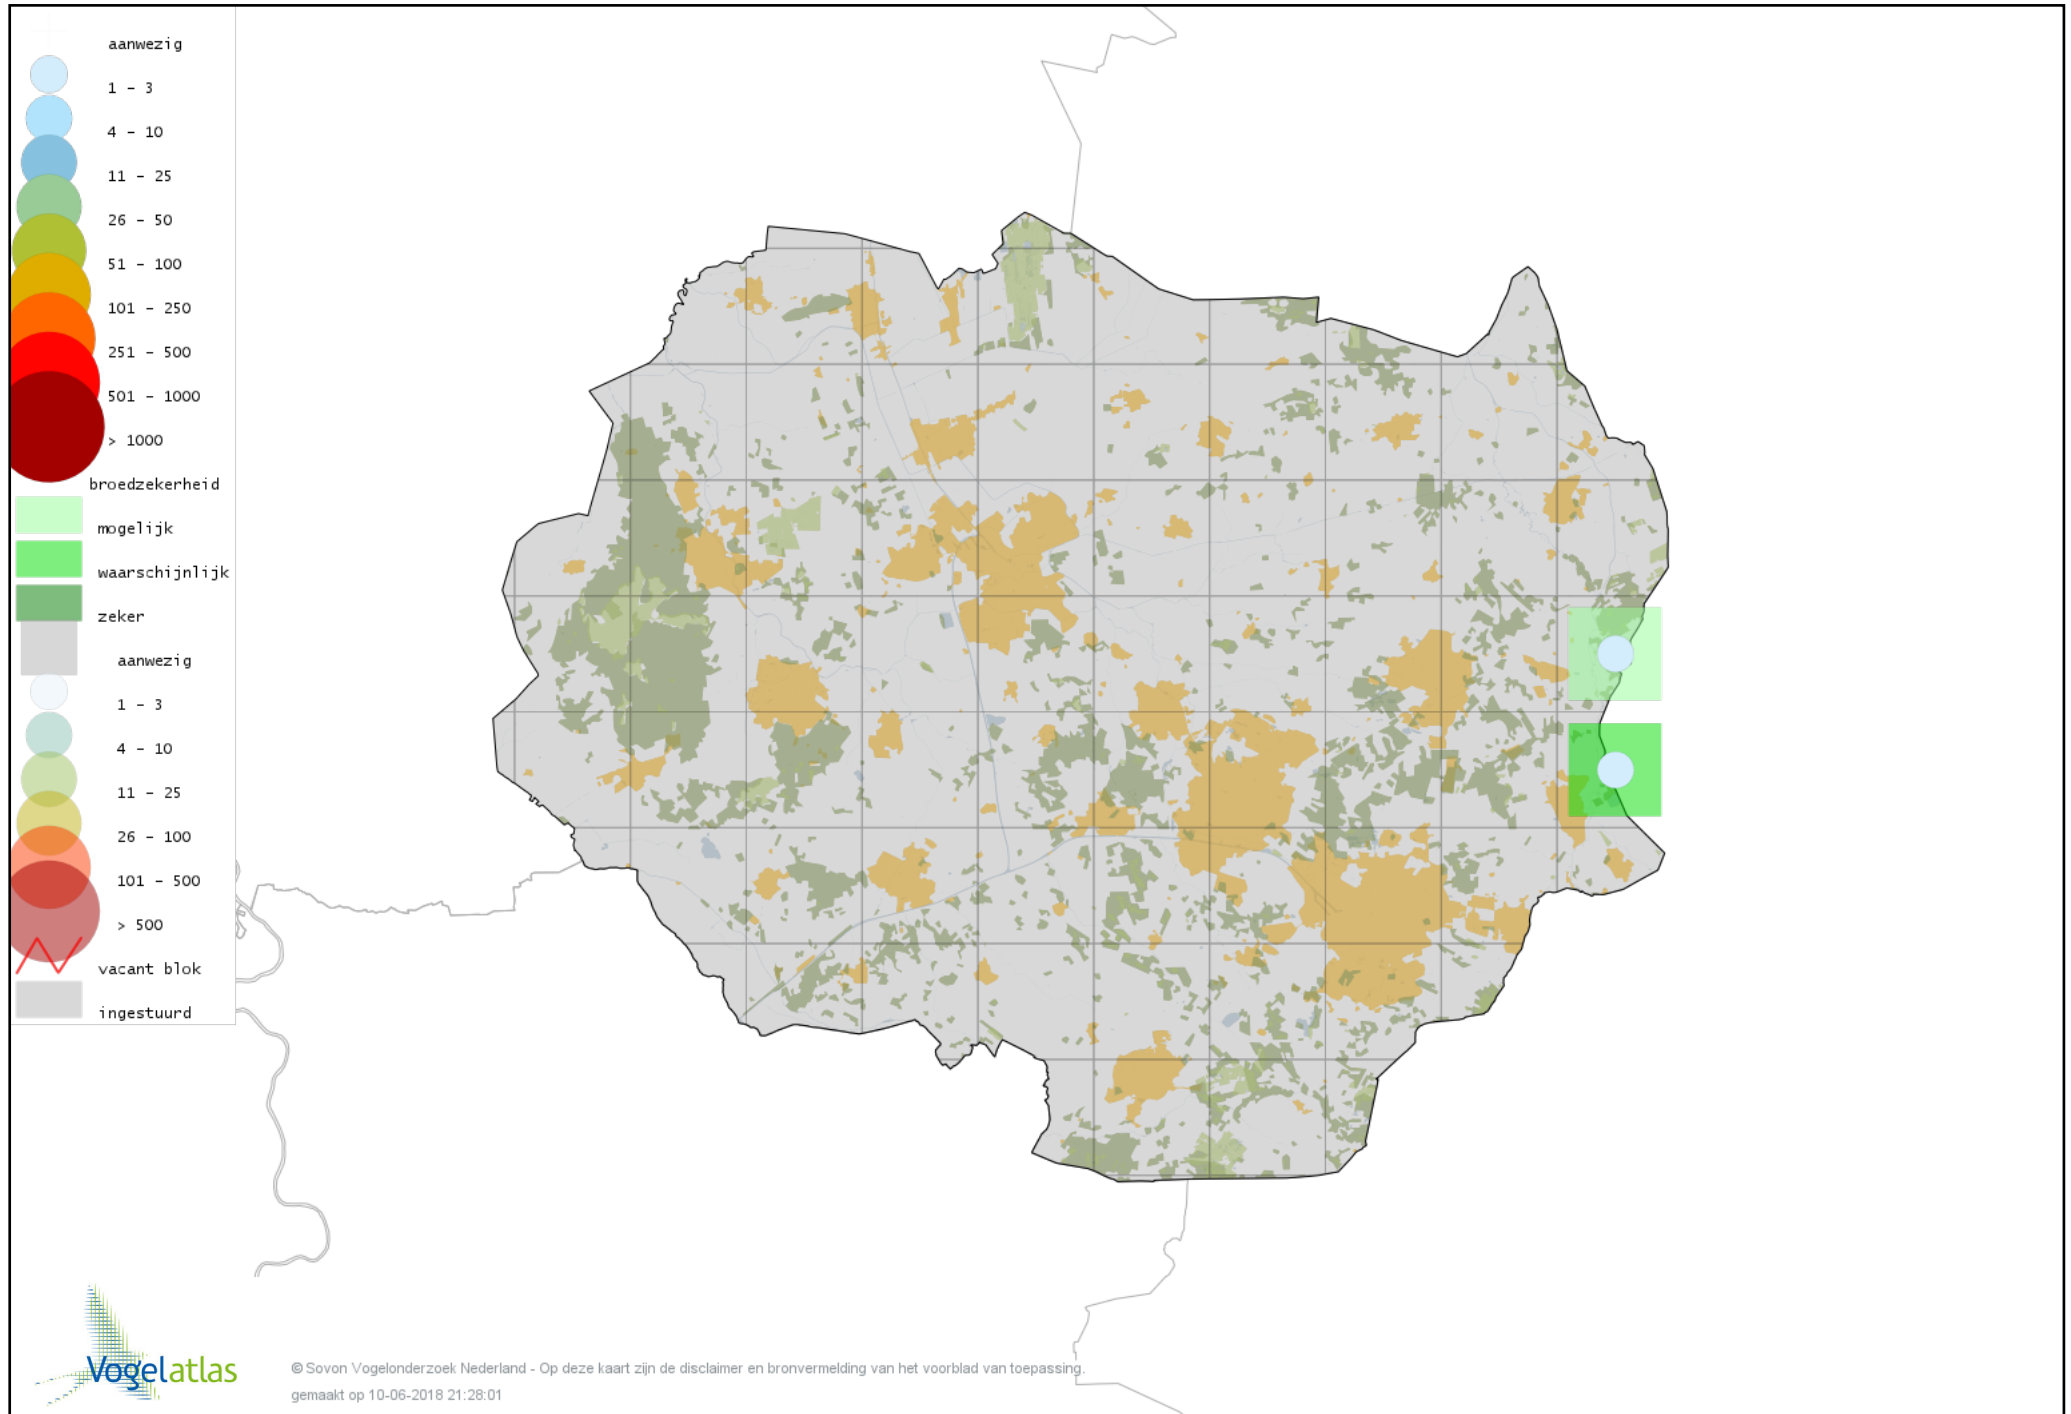 aanwezig
1 - 3
4 - 10
11 - 25
26 - 50
51 - 100
101 - 250
251 - 500
501 - 1000
> 1000
broedzekerheid
mogelijk
waarschijnlijk
zeker
aanwezig
1 - 3
4 - 10
11 - 25
26 - 100
101 - 500
> 500
vacant blok
ingestuurd
Vogelatlas
© Sovon Vogelonderzoek Nederland - Op deze kaart zijn de disclaimer en bronvermelding van het voorblad van toepassing.
gemaakt op 10-06-2018 21:28:01